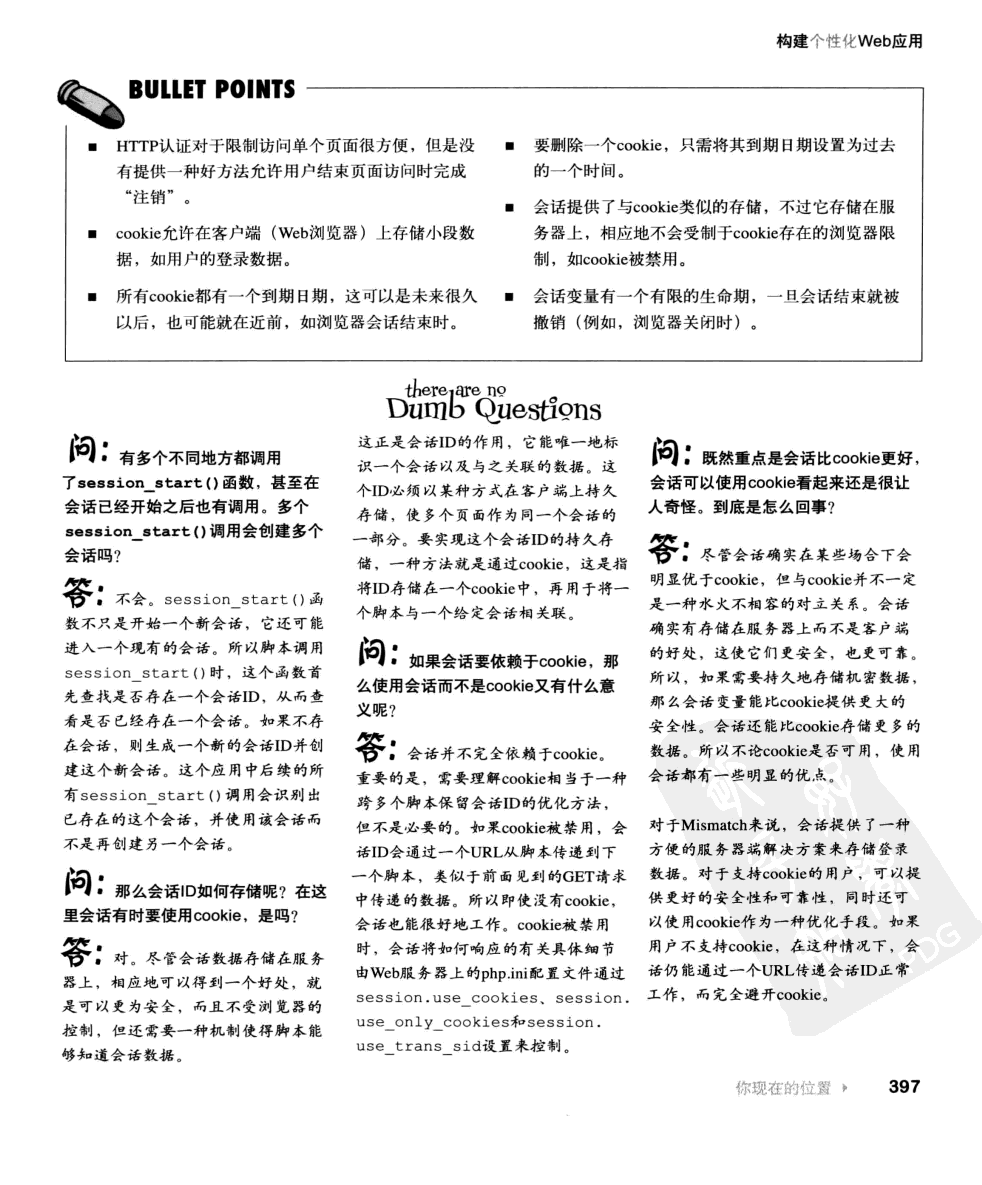 构建个性化Web应用
BULLET POINTS
■ HTTP认证对于限制访问单个页面很方便，但是没
有提供一种好方法允许用户结束页面访问时完成
“注销”。
■ cookie允许在客户端（Web浏览器）上存储小段数
据，如用户的登录数据。
■ 所有cookie都有一个到期日期，这可以是未来很久
以后，也可能就在近前，如浏览器会话结束时。
■ 要删除一个cookie，只需将其到期日期设置为过去
的一个时间。
■ 会话提供了与cookie类似的存储，不过它存储在服
务器上，相应地不会受制于cookie存在的浏览器限
制，如cookie被禁用。
■ 会话变量有一个有限的生命期，一旦会话结束就被
撤销（例如，浏览器关闭时）。
there are no
Dumb Questions
问：有多个不同地方都调用
了session_start()函数，甚至在
会话已经开始之后也有调用。多个
session_start()调用会创建多个
会话吗？
答：不会。session_start()函
数不只是开始一个新会话，它还可能
进入一个现有的会话。所以脚本调用
session_start()时，这个函数首
先查找是否存在一个会话ID，从而查
看是否已经存在一个会话。如果不存
在会话，则生成一个新的会话ID并创
建这个新会话。这个应用中后续的所
有session_start()调用会识别出
已存在的这个会话，并使用该会话而
不是再创建另一个会话。
问：那么会话ID如何存储呢？在这
里会话有时要使用cookie，是吗？
答：对。尽管会话数据存储在服务
器上，相应地可以得到一个好处，就
是可以更为安全，而且不受浏览器的
控制，但还需要一种机制使得脚本能
够知道会话数据。
这正是会话ID的作用，它能唯一地标
识一个会话以及与之关联的数据。这
个ID必须以某种方式在客户端上持久
存储，使多个页面作为同一个会话的
一部分。要实现这个会话ID的持久存
储，一种方法就是通过cookie，这是指
将ID存储在一个cookie中，再用于将一
个脚本与一个给定会话相关联。
问：如果会话要依赖于cookie，那
么使用会话而不是cookie又有什么意
义呢？
答：会话并不完全依赖于cookie。
重要的是，需要理解cookie相当于一种
跨多个脚本保留会话ID的优化方法，
但不是必要的。如果cookie被禁用，会
话ID会通过一个URL从脚本传递到下
一个脚本，类似于前面见到的GET请求
中传递的数据。所以即使没有cookie，
会话也能很好地工作。cookie被禁用
时，会话将如何响应的有关具体细节
由Web服务器上的php.ini配置文件通过
session.use_cookies、session.
use_only_cookies和session.
use_trans_sid设置来控制。
问：既然重点是会话比cookie更好，
会话可以使用cookie看起来还是很让
人奇怪。到底是怎么回事？
答：尽管会话确实在某些场合下会
明显优于cookie，但与cookie并不一定
是一种水火不相容的对立关系。会话
确实有存储在服务器上而不是客户端
的好处，这使它们更安全，也更可靠。
所以，如果需要持久地存储机密数据，
那么会话变量能比cookie提供更大的
安全性。会话还能比cookie存储更多的
数据。所以不论cookie是否可用，使用
会话都有一些明显的优点。
对于Mismatch来说，会话提供了一种
方便的服务器端解决方案来存储登录
数据。对于支持cookie的用户，可以提
供更好的安全性和可靠性，同时还可
以使用cookie作为一种优化手段。如果
用户不支持cookie，在这种情况下，会
话仍能通过一个URL传递会话ID正常
工作，而完全避开cookie。
PDG
你现在的位置 397